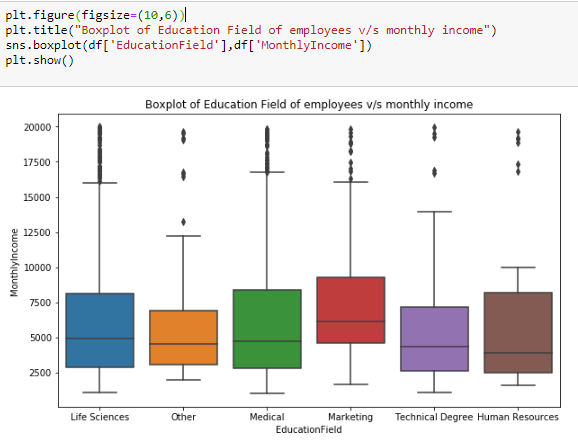 plt.figure(figsize=(10,6))
plt.title("Boxplot of Education Field of employees v/s monthly income")
sns.boxplot(df['EducationField'],df['MonthlyIncome'])
plt.show()
Boxplot of Education Field of employees v/s monthly income
20000
17500
15000
12500
10000
7500
5000
2500
MonthlyIncome
Life Sciences Other Medical Marketing Technical Degree Human Resources
EducationField